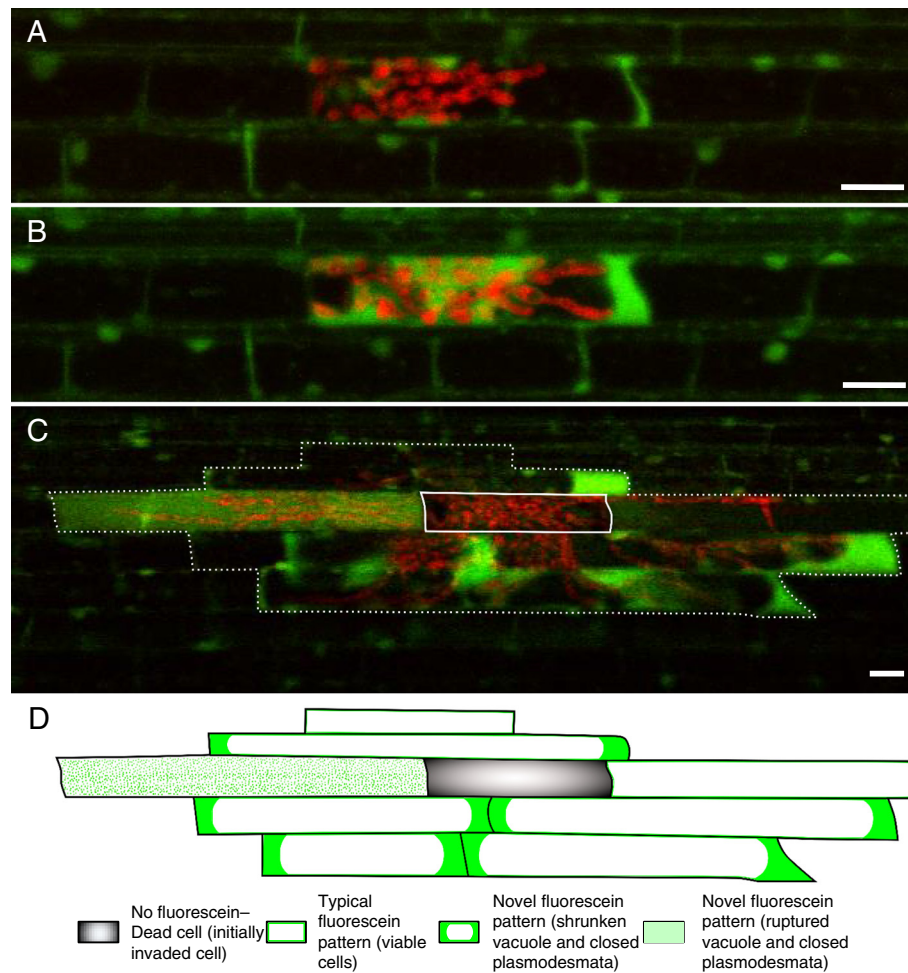 A
B
C
D
No fluorescein–
Dead cell (initially
invaded cell)
Typical
fluorescein
pattern (viable
cells)
Novel fluorescein
pattern (shrunken
vacuole and closed
plasmodesmata)
Novel fluorescein
pattern (ruptured
vacuole and closed
plasmodesmata)